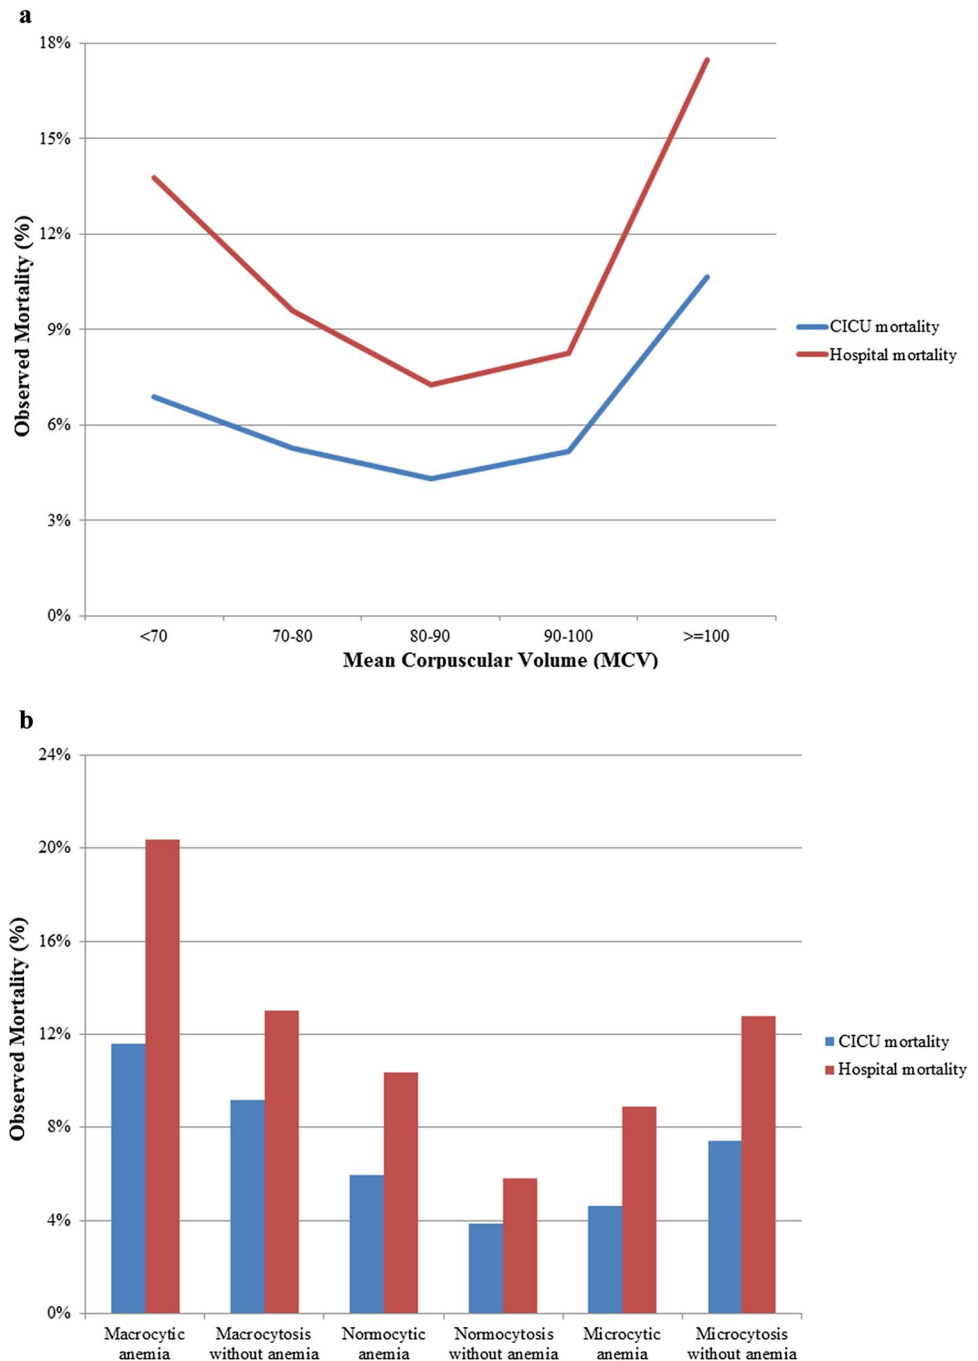 a
18%
15%
12%
9%
6%
3%
0%
Observed Mortality (%)
<70
70-80
80-90
90-100
>=100
Mean Corpuscular Volume (MCV)
CICU mortality
Hospital mortality
b
24%
20%
16%
12%
8%
4%
0%
Observed Mortality (%)
Macrocytic
anemia
Macrocytosis
without anemia
Normocytic
anemia
Normocytosis
without anemia
Microcytic
anemia
Microcytosis
without anemia
CICU mortality
Hospital mortality